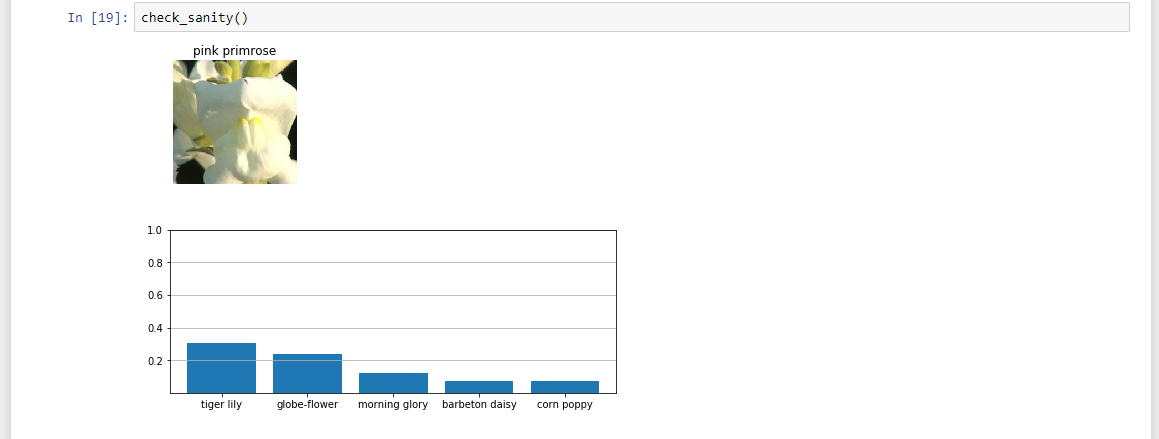 In [19]: check_sanity()
pink primrose
1.0
0.8
0.6
0.4
0.2
tiger lily globe-flower morning glory barbeton daisy corn poppy